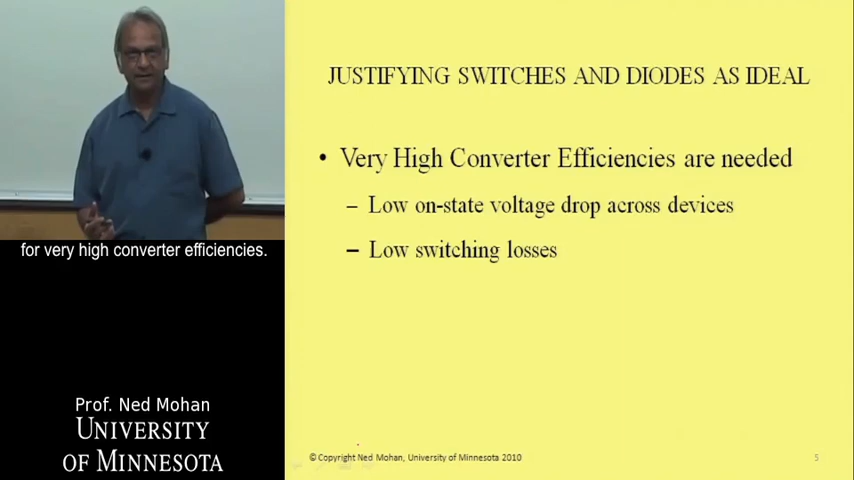 JUSTIFYING SWITCHES AND DIODES AS IDEAL
• Very High Converter Efficiencies are needed
– Low on-state voltage drop across devices
– Low switching losses
for very high converter efficiencies.
Prof. Ned Mohan
UNIVERSITY
OF MINNESOTA
© Copyright Ned Mohan, University of Minnesota 2010
5